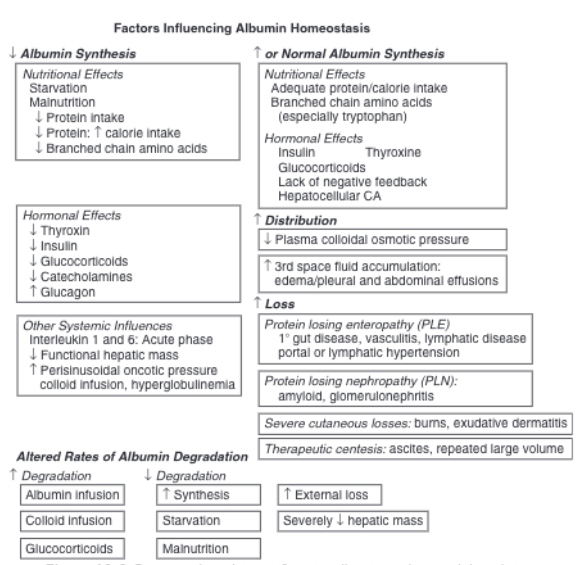 Factors Influencing Albumin Homeostasis
↓ Albumin Synthesis
Nutritional Effects
Starvation
Malnutrition
↓ Protein intake
↓ Protein: ↑ calorie intake
↓ Branched chain amino acids
Hormonal Effects
↓ Thyroxin
↓ Insulin
↓ Glucocorticoids
↓ Catecholamines
↑ Glucagon
Other Systemic Influences
Interleukin 1 and 6: Acute phase
↓ Functional hepatic mass
↑ Perisinusoidal oncotic pressure
colloid infusion, hyperglobulinemia
↑ or Normal Albumin Synthesis
Nutritional Effects
Adequate protein/calorie intake
Branched chain amino acids
(especially tryptophan)
Hormonal Effects
Insulin Thyroxine
Glucocorticoids
Lack of negative feedback
Hepatocellular CA
↑ Distribution
↓ Plasma colloidal osmotic pressure
↑ 3rd space fluid accumulation:
edema/pleural and abdominal effusions
↑ Loss
Protein losing enteropathy (PLE)
1° gut disease, vasculitis, lymphatic disease
portal or lymphatic hypertension
Protein losing nephropathy (PLN):
amyloid, glomerulonephritis
Severe cutaneous losses: burns, exudative dermatitis
Therapeutic centesis: ascites, repeated large volume
Altered Rates of Albumin Degradation
↑ Degradation
Albumin infusion
Colloid infusion
Glucocorticoids
↓ Degradation
↑ Synthesis
Starvation
Malnutrition
↑ External loss
Severely ↓ hepatic mass